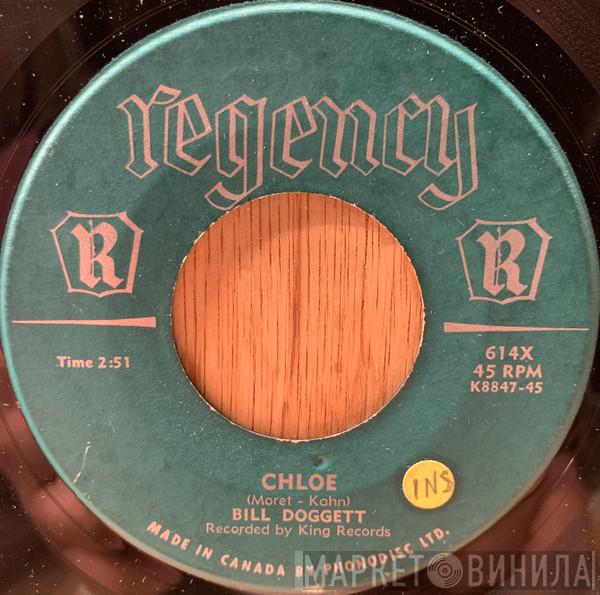 regency
R
R
Time 2:51
614X
45 RPM
K8847-45
CHLOE
(Moret - Kahn)
BILL DOGGETT
Recorded by King Records
INS
MADE IN CANADA BY PHONODISC LTD.
МАРКЕТ ВИНИЛА